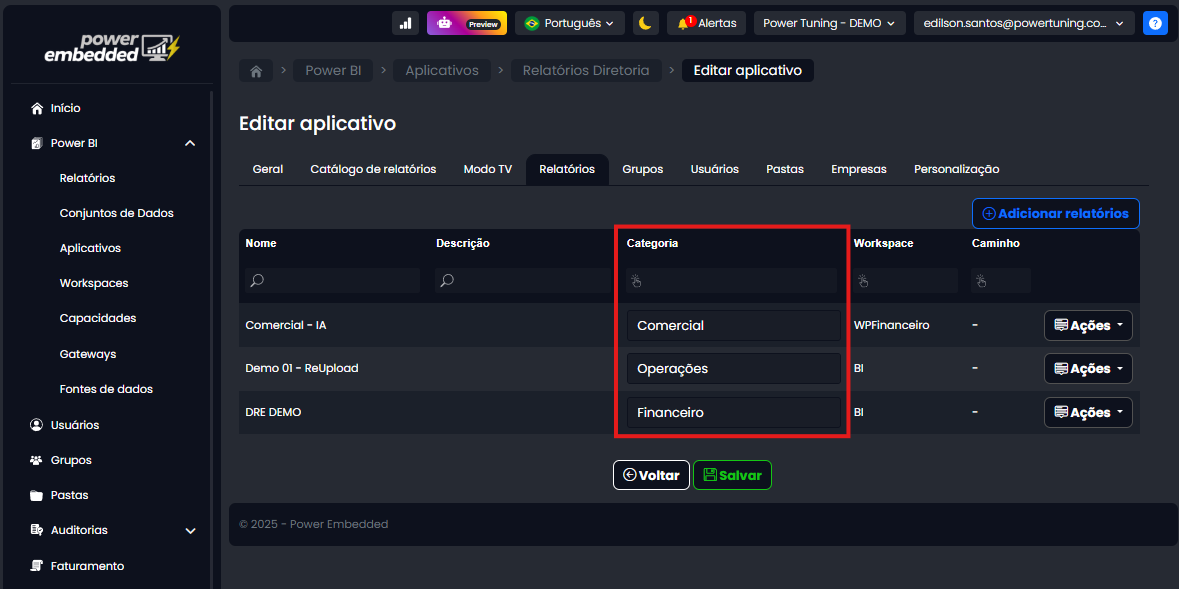 power
embedded
Preview
Português
1
Alertas
Power Tuning - DEMO
edilson.santos@powertuning.co...
?
Power BI
Aplicativos
Relatórios Diretoria
Editar aplicativo
Início
Power BI
Relatórios
Conjuntos de Dados
Aplicativos
Workspaces
Capacidades
Gateways
Fontes de dados
Usuários
Grupos
Pastas
Auditorias
Faturamento
Editar aplicativo
Geral
Catálogo de relatórios
Modo TV
Relatórios
Grupos
Usuários
Pastas
Empresas
Personalização
Adicionar relatórios
Nome
Descrição
Categoria
Workspace
Caminho
Comercial - IA
Comercial
WPFinanceiro
-
Ações
Demo 01 - ReUpload
Operações
BI
-
Ações
DRE DEMO
Financeiro
BI
-
Ações
Voltar
Salvar
© 2025 - Power Embedded